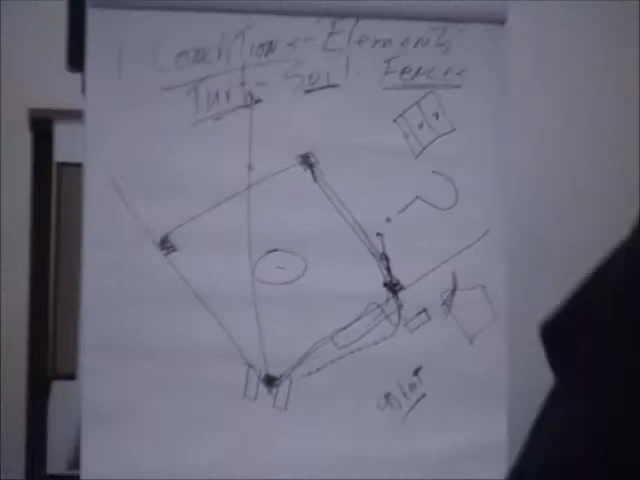 Conditions - Elements
Turf - Soil. Fences